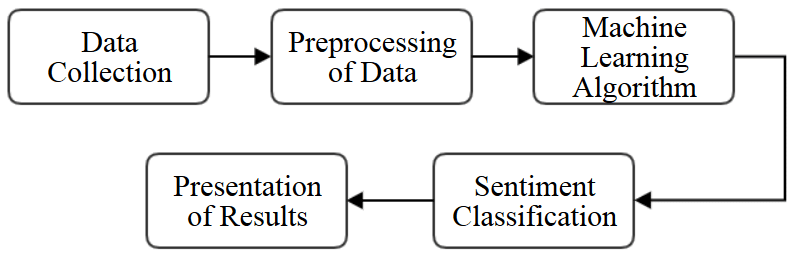 Data
Collection
Preprocessing
of Data
Machine
Learning
Algorithm
Sentiment
Classification
Presentation
of Results